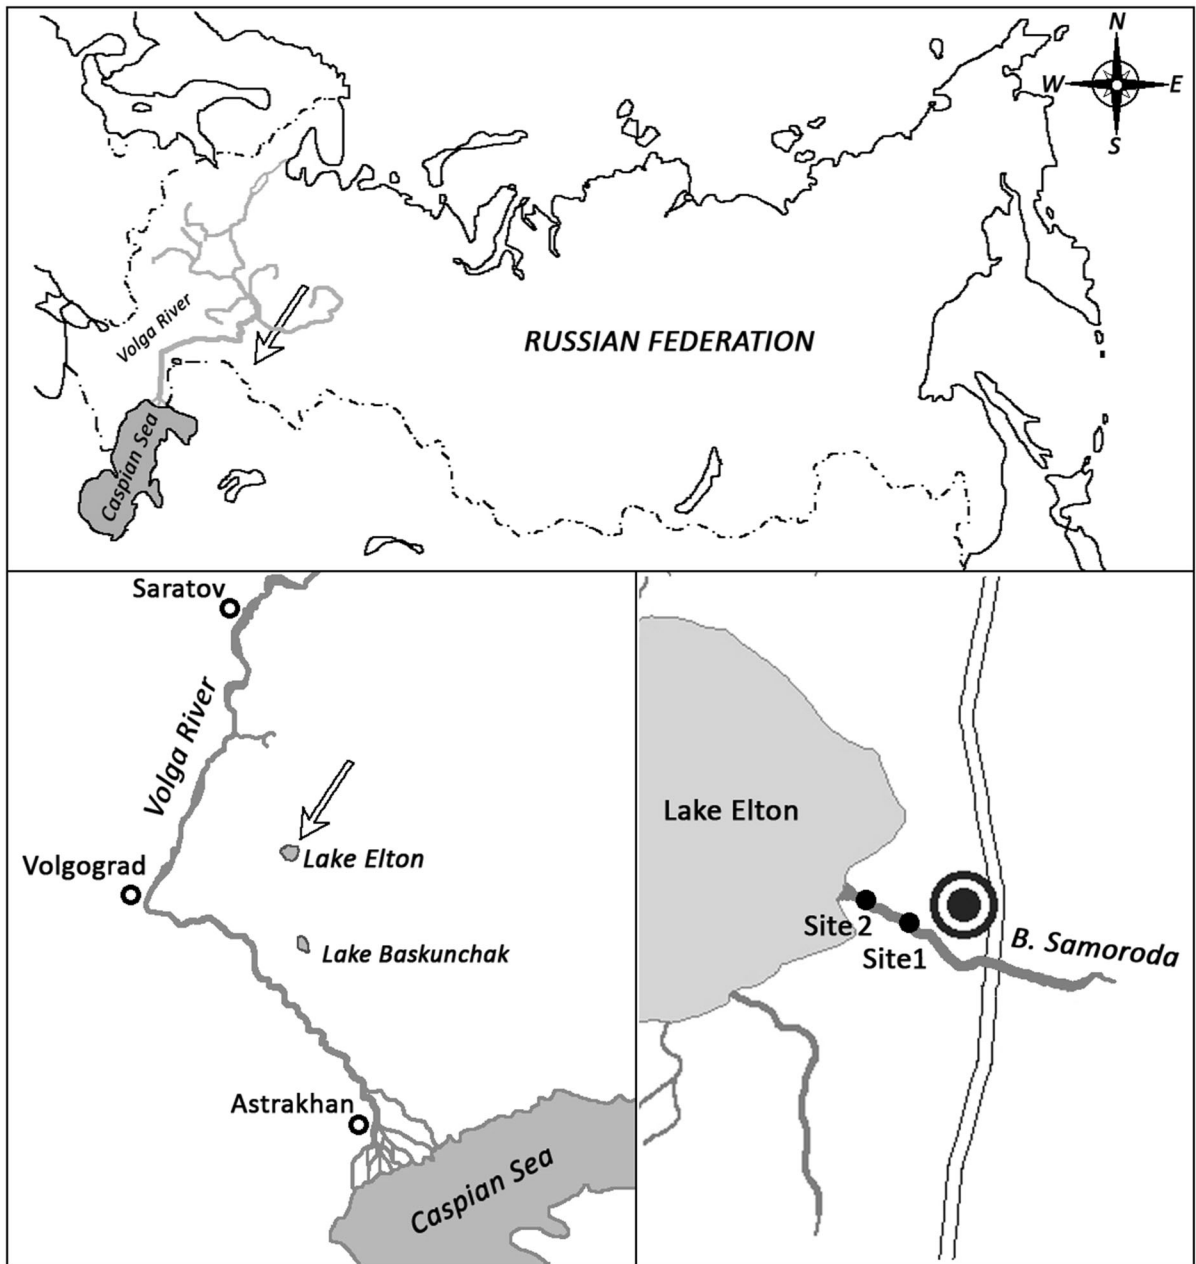 N
W E
S
Volga River
RUSSIAN FEDERATION
Caspian Sea
Saratov
Volga River
Lake Elton
Volgograd
Lake Baskunchak
Astrakhan
Caspian Sea
Lake Elton
Site 2
Site1
B. Samoroda